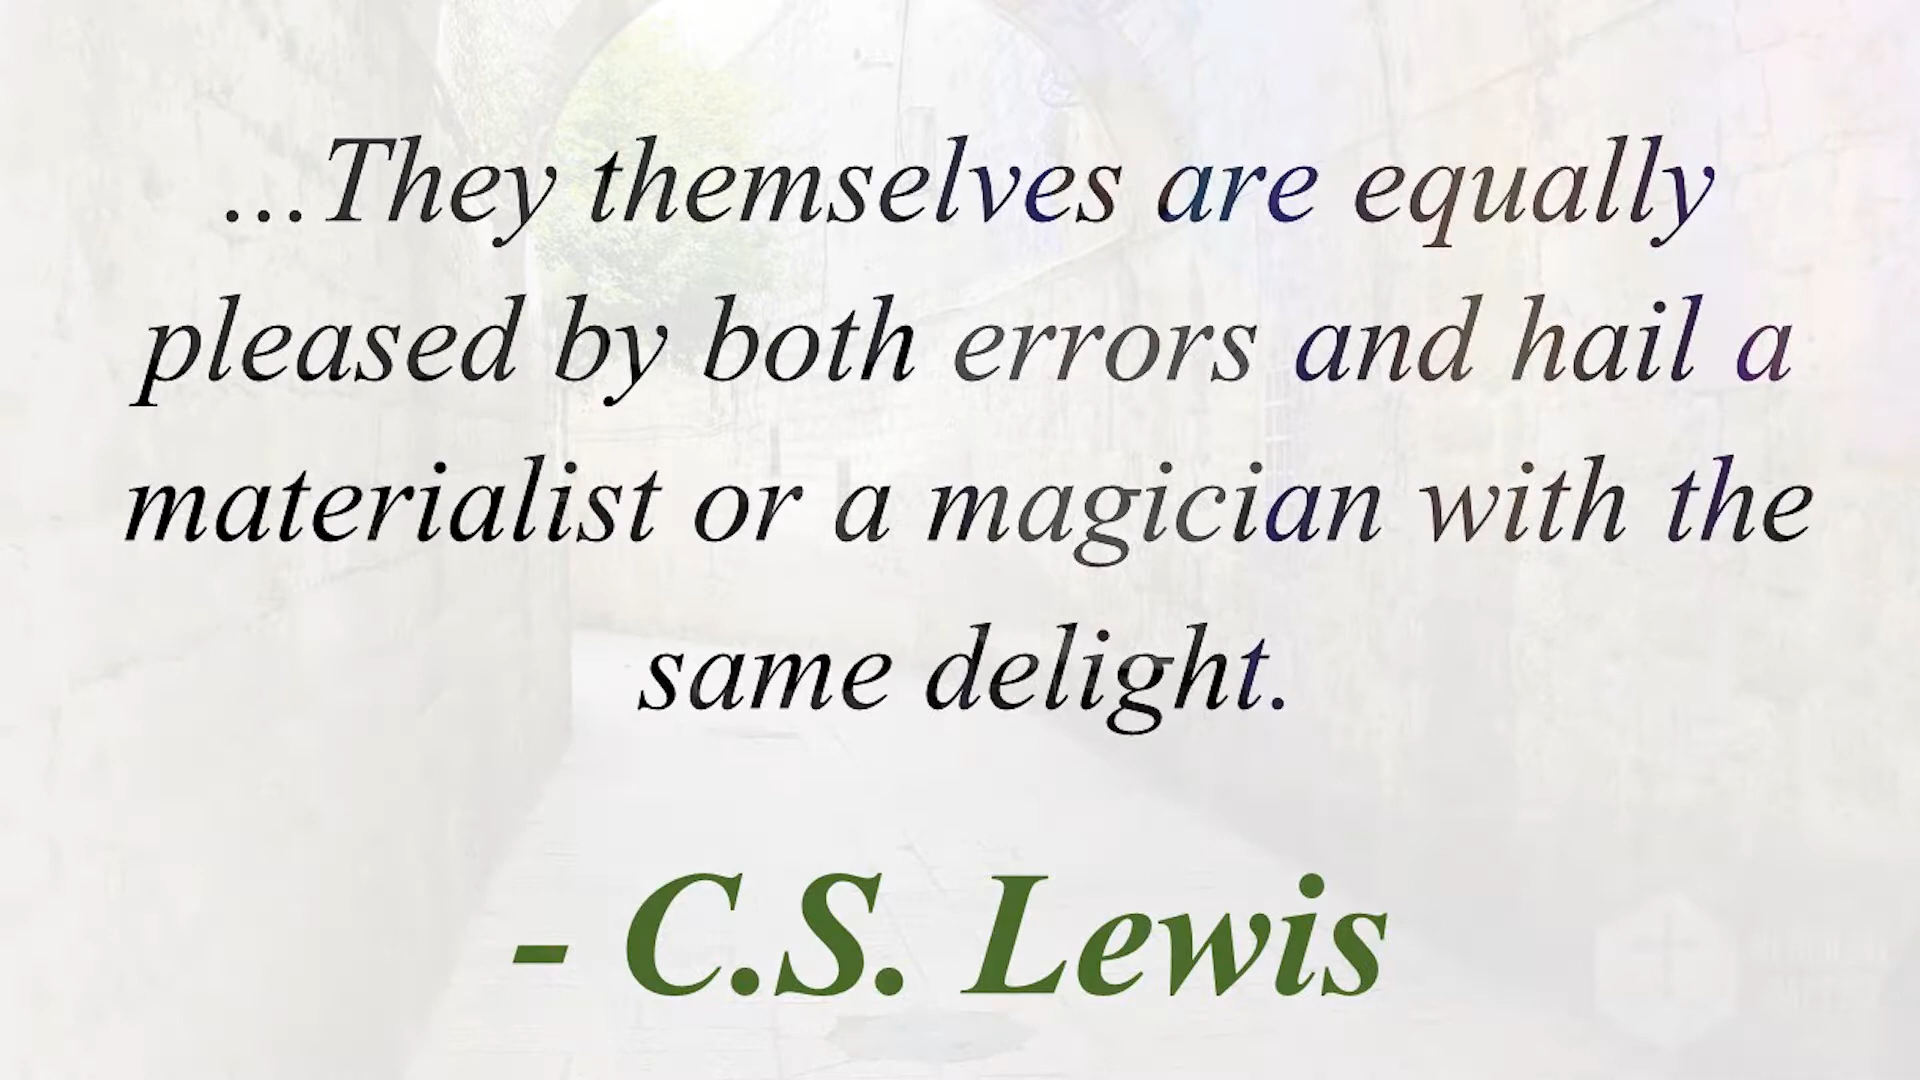 ...They themselves are equally
pleased by both errors and hail a
materialist or a magician with the
same delight.
- C.S. Lewis